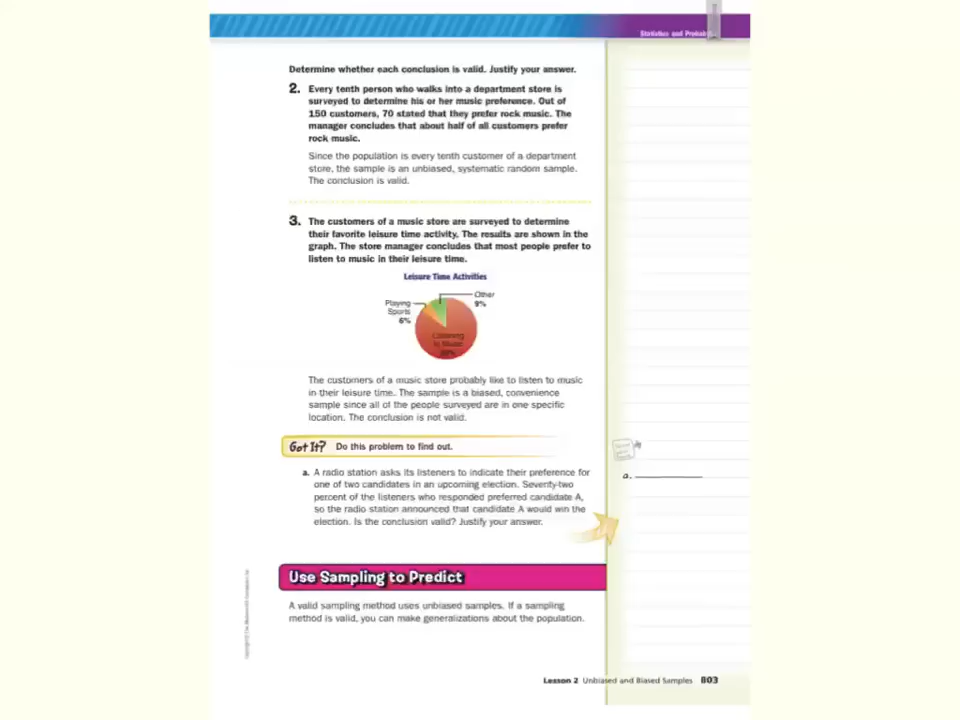 Statistics and Probability
Determine whether each conclusion is valid. Justify your answer.
2. Every tenth person who walks into a department store is
surveyed to determine his or her music preference. Out of
150 customers, 70 stated that they prefer rock music. The
manager concludes that about half of all customers prefer
rock music.
Since the population is every tenth customer of a department
store, the sample is an unbiased, systematic random sample.
The conclusion is valid.
3. The customers of a music store are surveyed to determine
their favorite leisure time activity. The results are shown in the
graph. The store manager concludes that most people prefer to
listen to music in their leisure time.
Leisure Time Activities
Other
9%
Playing
Sports
6%
Listening
to Music
The customers of a music store probably like to listen to music
in their leisure time. The sample is a biased, convenience
sample since all of the people surveyed are in one specific
location. The conclusion is not valid.
Got It? Do this problem to find out.
a. A radio station asks its listeners to indicate their preference for
one of two candidates in an upcoming election. Seventy-two
percent of the listeners who responded preferred candidate A,
so the radio station announced that candidate A would win the
election. Is the conclusion valid? Justify your answer.
a.
Use Sampling to Predict
A valid sampling method uses unbiased samples. If a sampling
method is valid, you can make generalizations about the population.
Lesson 2 Unbiased and Biased Samples 803